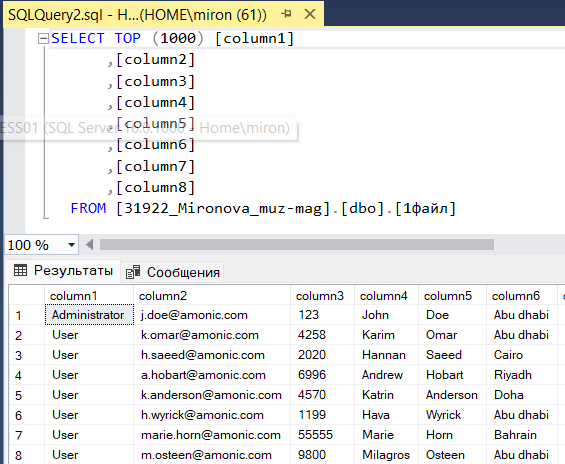 SQLQuery2.sql - H...(HOME\miron (61))
SELECT TOP (1000) [column1]
,[column2]
,[column3]
,[column4]
,[column5]
ESS01 (SQL Server 16.0.1000 - Home\miron)
,[column6]
,[column7]
,[column8]
FROM [31922_Mironova_muz-mag].[dbo].[1файл]
100 %
Результаты Сообщения
column1 column2 column3 column4 column5 column6
1 Administrator j.doe@amonic.com 123 John Doe Abu dhabi
2 User k.omar@amonic.com 4258 Karim Omar Abu dhabi
3 User h.saeed@amonic.com 2020 Hannan Saeed Cairo
4 User a.hobart@amonic.com 6996 Andrew Hobart Riyadh
5 User k.anderson@amonic.com 4570 Katrin Anderson Doha
6 User h.wyrick@amonic.com 1199 Hava Wyrick Abu dhabi
7 User marie.horn@amonic.com 55555 Marie Horn Bahrain
8 User m.osteen@amonic.com 9800 Milagros Osteen Abu dhabi